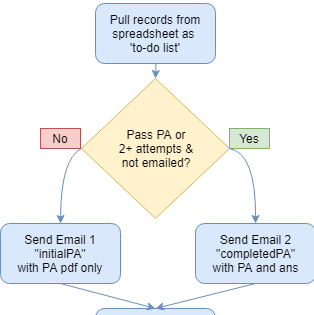 Pull records from
spreadsheet as
'to-do list'
No
Pass PA or
2+ attempts &
not emailed?
Yes
Send Email 1
"initialPA"
with PA pdf only
Send Email 2
"completedPA"
with PA and ans